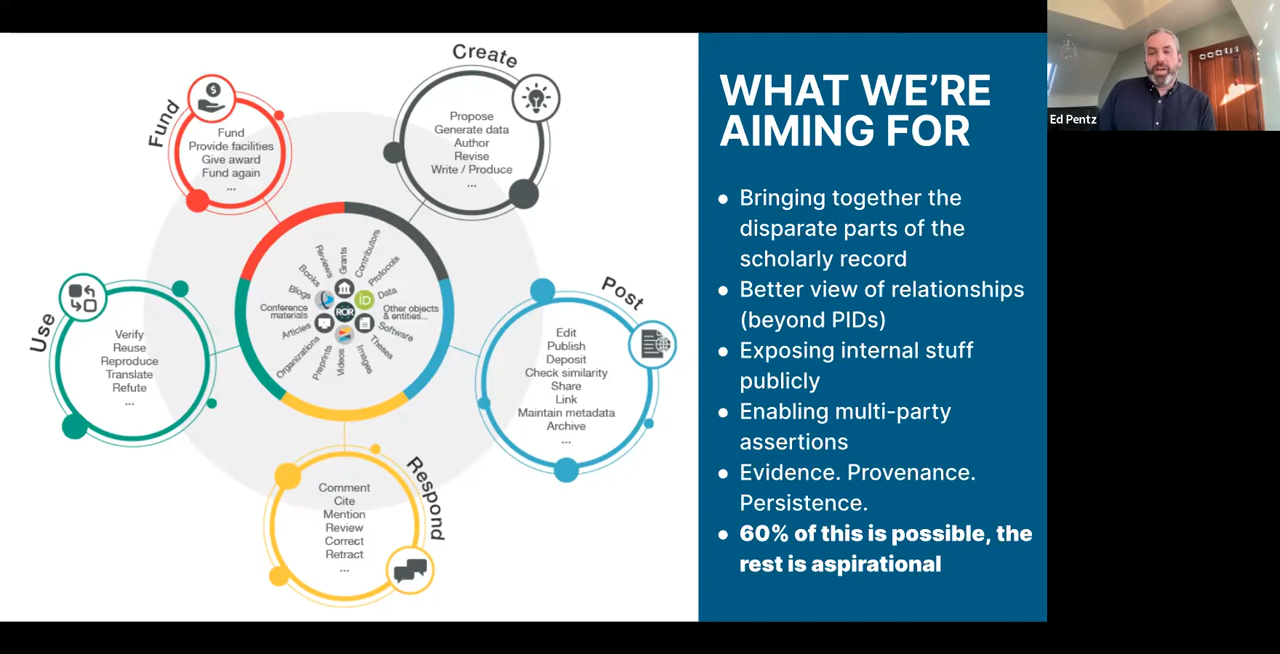 Create
Propose
Generate data
Author
Revise
Write / Produce
...
Fund
$
Fund
Provide facilities
Give award
Fund again
...
Grants
Contributors
Protocols
Data
Other objects
& entities...
Software
Theses
Images
Videos
Preprints
Organizations
Articles
Conference
materials
Blogs
Books
Reviews
iD
ROR
Post
Edit
Publish
Deposit
Check similarity
Share
Link
Maintain metadata
Archive
...
Use
Verify
Reuse
Reproduce
Translate
Refute
...
Respond
Comment
Cite
Mention
Review
Correct
Retract
...
WHAT WE'RE
AIMING FOR
● Bringing together the
disparate parts of the
scholarly record
● Better view of relationships
(beyond PIDs)
● Exposing internal stuff
publicly
● Enabling multi-party
assertions
● Evidence. Provenance.
Persistence.
● 60% of this is possible, the
rest is aspirational
Ed Pentz